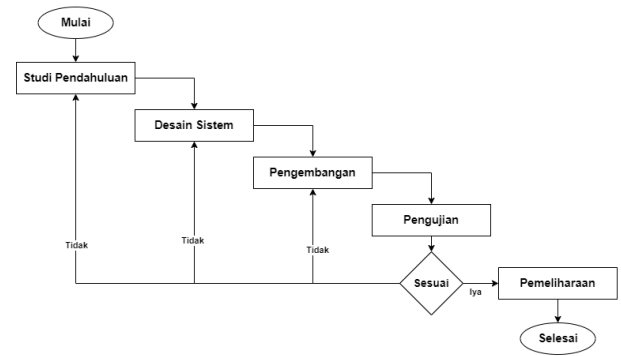 Mulai
Studi Pendahuluan
Desain Sistem
Pengembangan
Pengujian
Tidak
Tidak
Tidak
Sesuai
Iya
Pemeliharaan
Selesai